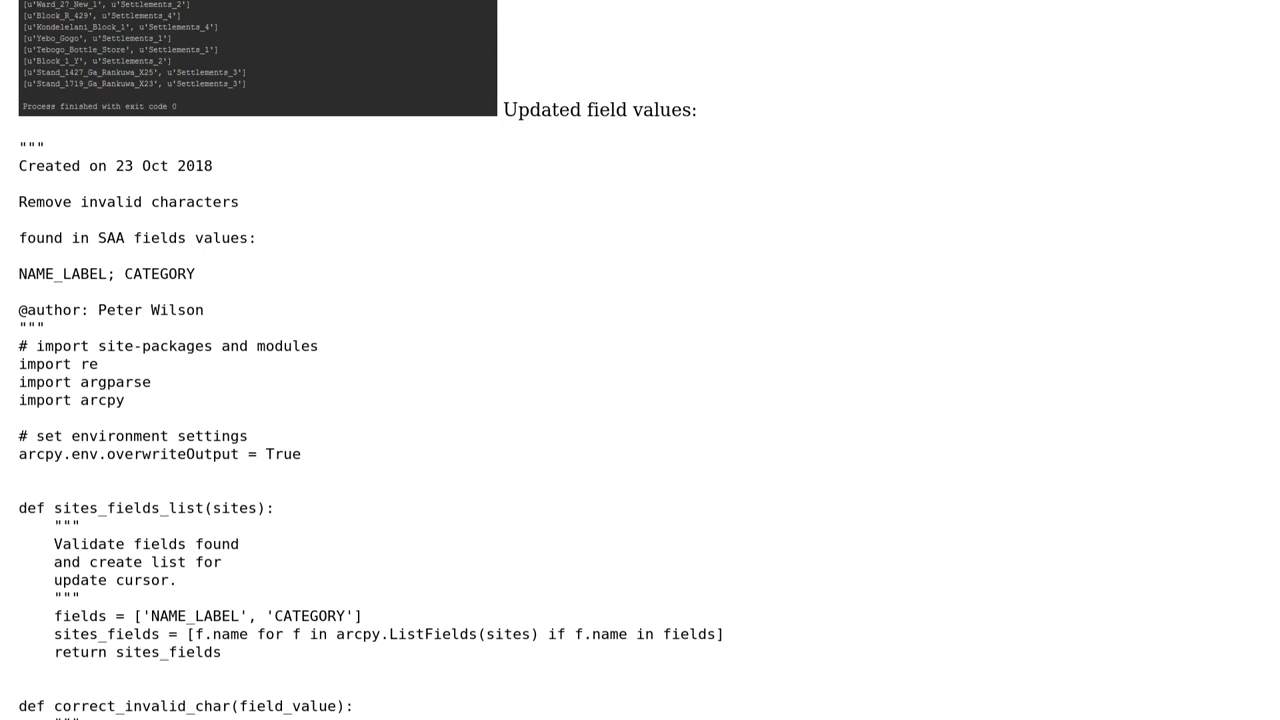 [u'Ward_27_New_1', u'Settlements_2']
[u'Block_R_429', u'Settlements_4']
[u'Kondelelani_Block_1', u'Settlements_4']
[u'Yebo_Gogo', u'Settlements_1']
[u'Tebogo_Bottle_Store', u'Settlements_1']
[u'Block_1_Y', u'Settlements_2']
[u'Stand_1427_Ga_Rankuwa_X25', u'Settlements_3']
[u'Stand_1719_Ga_Rankuwa_X23', u'Settlements_3']
Process finished with exit code 0
Updated field values:
"""
Created on 23 Oct 2018
Remove invalid characters
found in SAA fields values:
NAME_LABEL; CATEGORY
@author: Peter Wilson
"""
# import site-packages and modules
import re
import argparse
import arcpy
# set environment settings
arcpy.env.overwriteOutput = True
def sites_fields_list(sites):
    """
    Validate fields found
    and create list for
    update cursor.
    """
    fields = ['NAME_LABEL', 'CATEGORY']
    sites_fields = [f.name for f in arcpy.ListFields(sites) if f.name in fields]
    return sites_fields
def correct_invalid_char(field_value):
    """